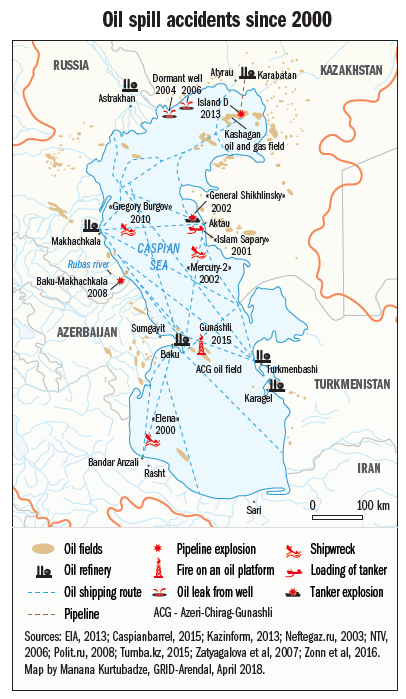 Oil spill accidents since 2000
RUSSIA
Dormant well
2004 2006
Atyrau
Karabatan
KAZAKHSTAN
Astrakhan
Island D
2013
Kashagan
oil and gas field
«General Shikhlinsky»
2002
«Gregory Burgov»
2010
Aktau
Makhachkala
CASPIAN
SEA
«Islam Sapary»
2001
Rubas river
«Mercury-2»
2002
Baku-Makhachkala
2008
AZERBAIJAN
Sumgayit
Gunashli
2015
Baku
ACG oil field
Turkmenbashi
Karagel
TURKMENISTAN
«Elena»
2000
Bandar Anzali
Rasht
IRAN
Sari
0 100 km
Oil fields
Pipeline explosion
Shipwreck
Oil refinery
Fire on an oil platform
Loading of tanker
Oil shipping route
Oil leak from well
Tanker explosion
Pipeline
ACG - Azeri-Chirag-Gunashli
Sources: EIA, 2013; Caspianbarrel, 2015; Kazinform, 2013; Neftegaz.ru, 2003; NTV,
2006; Polit.ru, 2008; Tumba.kz, 2015; Zatyagalova et al, 2007; Zonn et al, 2016.
Map by Manana Kurtubadze, GRID-Arendal, April 2018.